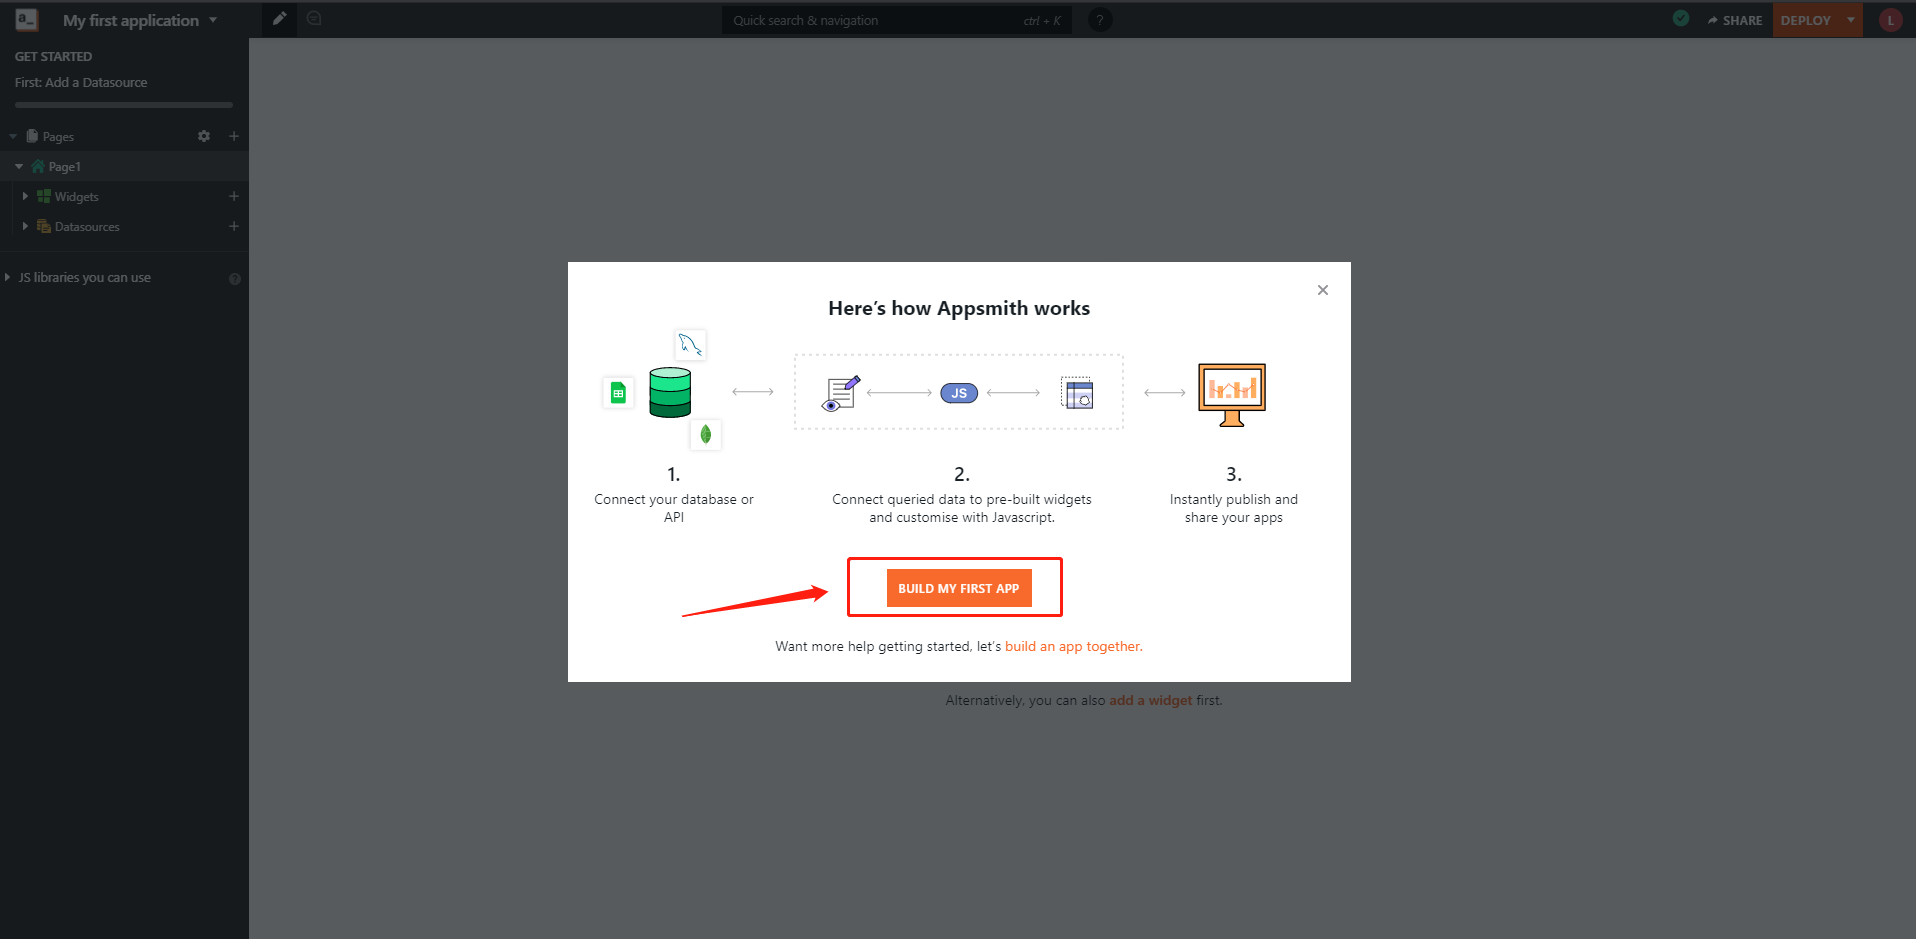 a_
My first application
Quick search & navigation
ctrl + K
?
SHARE
DEPLOY
L
GET STARTED
First: Add a Datasource
Pages
Page1
Widgets
Datasources
JS libraries you can use
?
Here's how Appsmith works
JS
1.
Connect your database or
API
2.
Connect queried data to pre-built widgets
and customise with Javascript.
3.
Instantly publish and
share your apps
BUILD MY FIRST APP
Want more help getting started, let's build an app together.
Alternatively, you can also add a widget first.